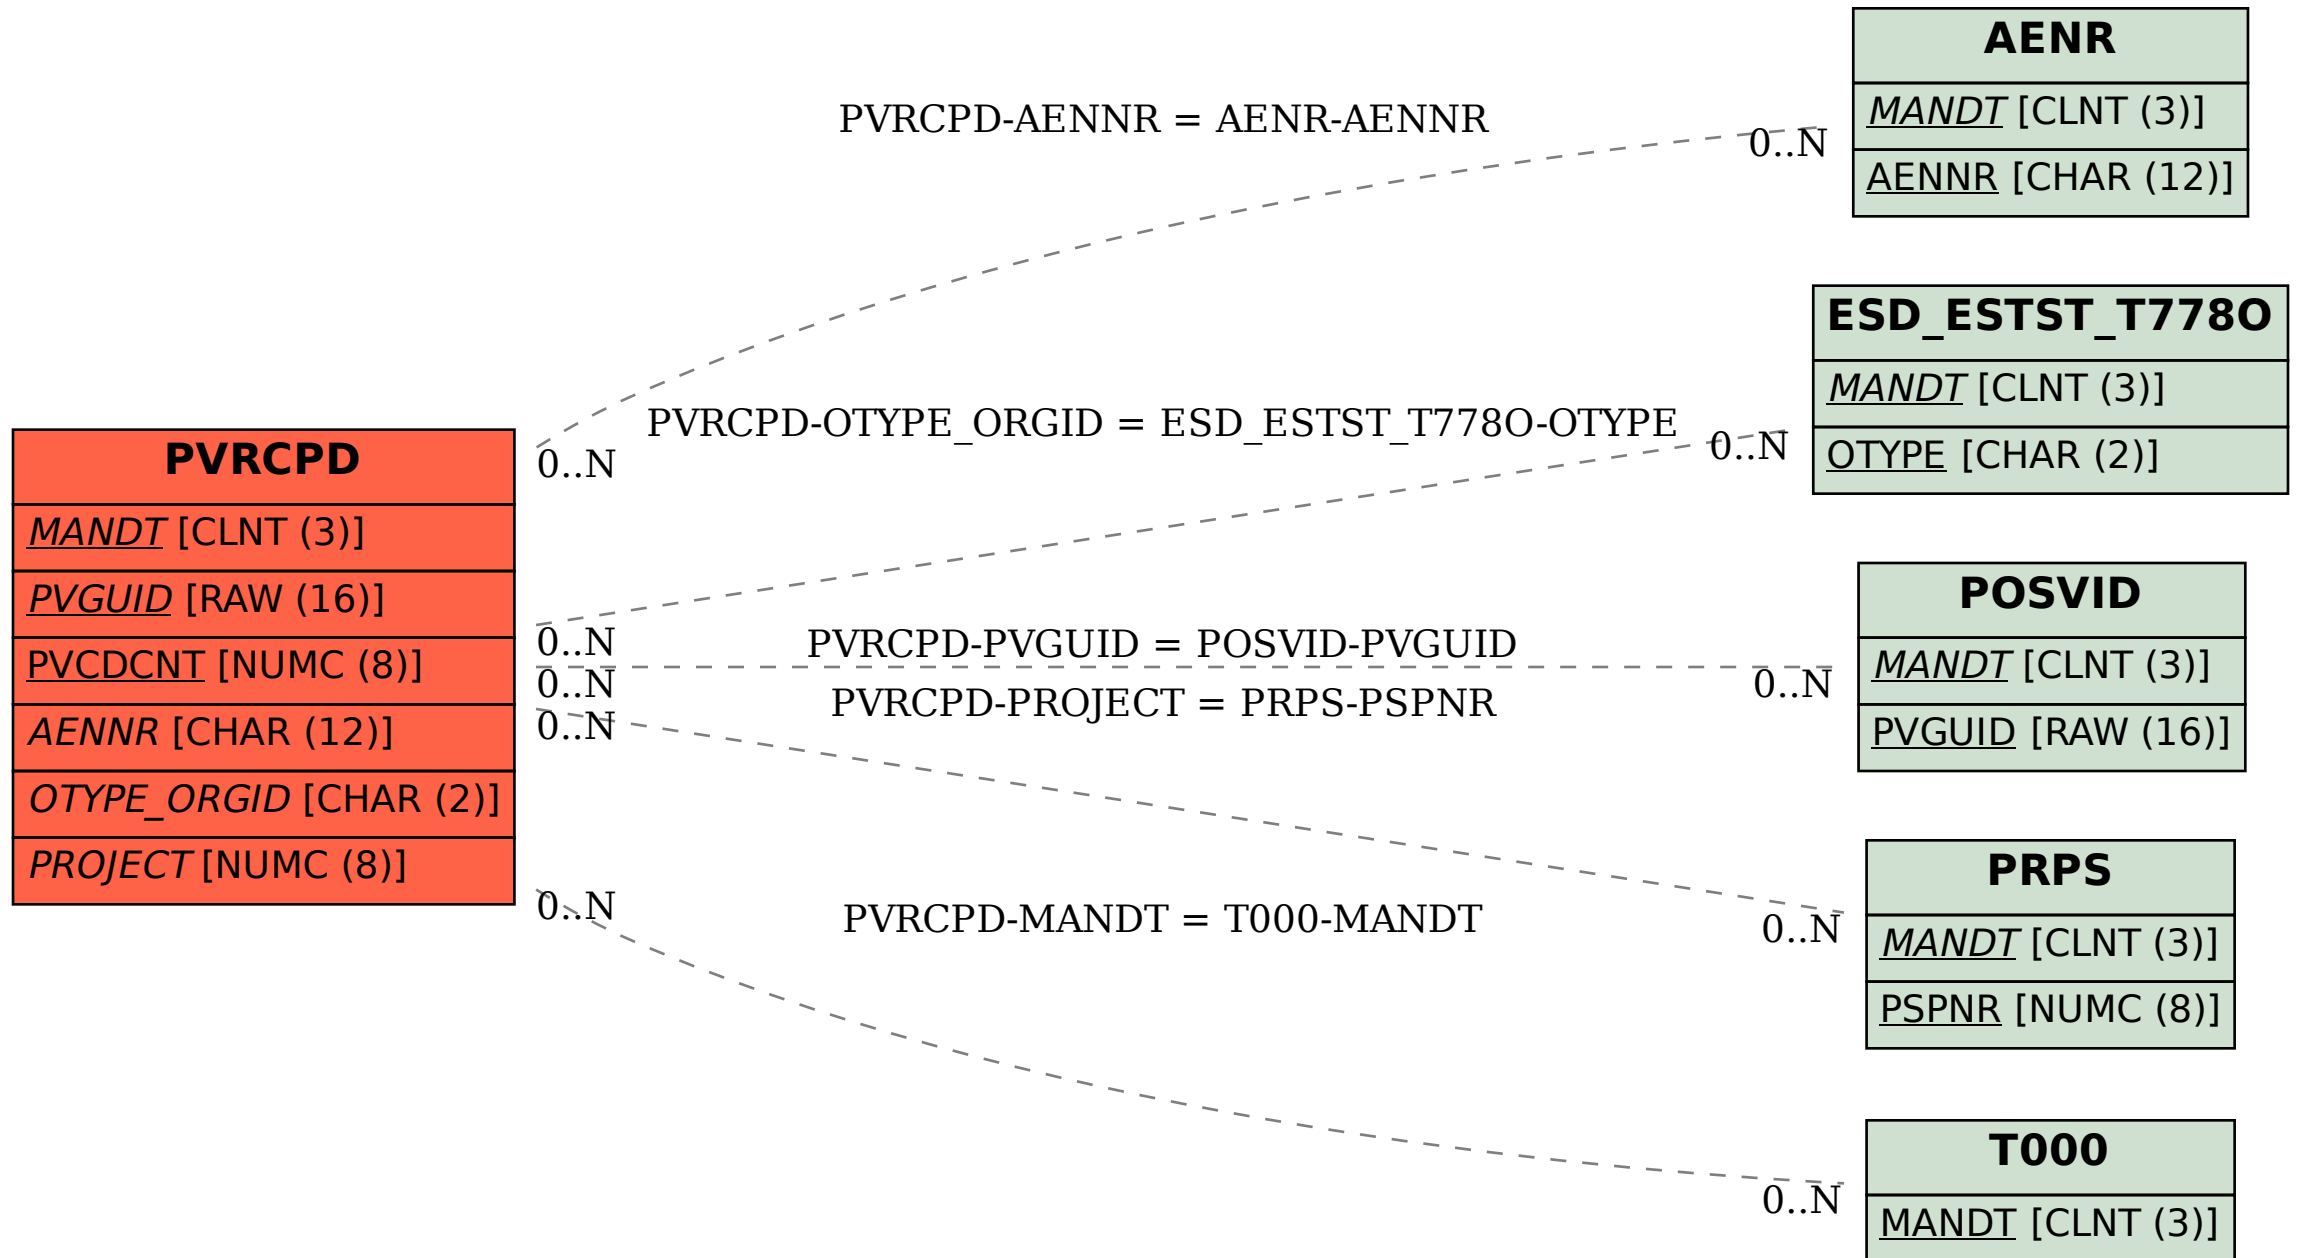 AENR
MANDT [CLNT (3)]
AENNR [CHAR (12)]
PVRCPD-AENNR = AENR-AENNR
0..N
0..N
ESD_ESTST_T778O
MANDT [CLNT (3)]
OTYPE [CHAR (2)]
PVRCPD-OTYPE_ORGID = ESD_ESTST_T778O-OTYPE
0..N
0..N
PVRCPD
MANDT [CLNT (3)]
PVGUID [RAW (16)]
PVCDCNT [NUMC (8)]
AENNR [CHAR (12)]
OTYPE_ORGID [CHAR (2)]
PROJECT [NUMC (8)]
POSVID
MANDT [CLNT (3)]
PVGUID [RAW (16)]
PVRCPD-PVGUID = POSVID-PVGUID
0..N
0..N
PVRCPD-PROJECT = PRPS-PSPNR
0..N
0..N
PRPS
MANDT [CLNT (3)]
PSPNR [NUMC (8)]
PVRCPD-MANDT = T000-MANDT
0..N
0..N
T000
MANDT [CLNT (3)]